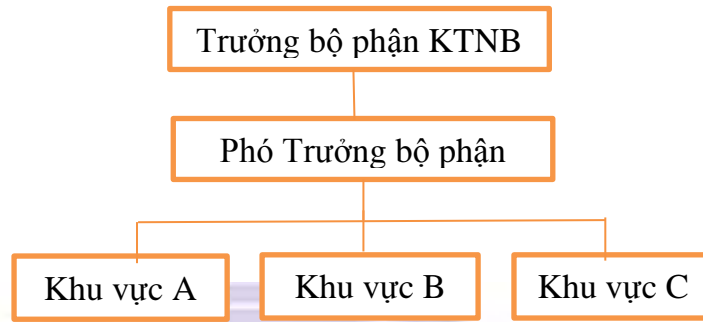 Trưởng bộ phận KTNB
Phó Trưởng bộ phận
Khu vực A
Khu vực B
Khu vực C